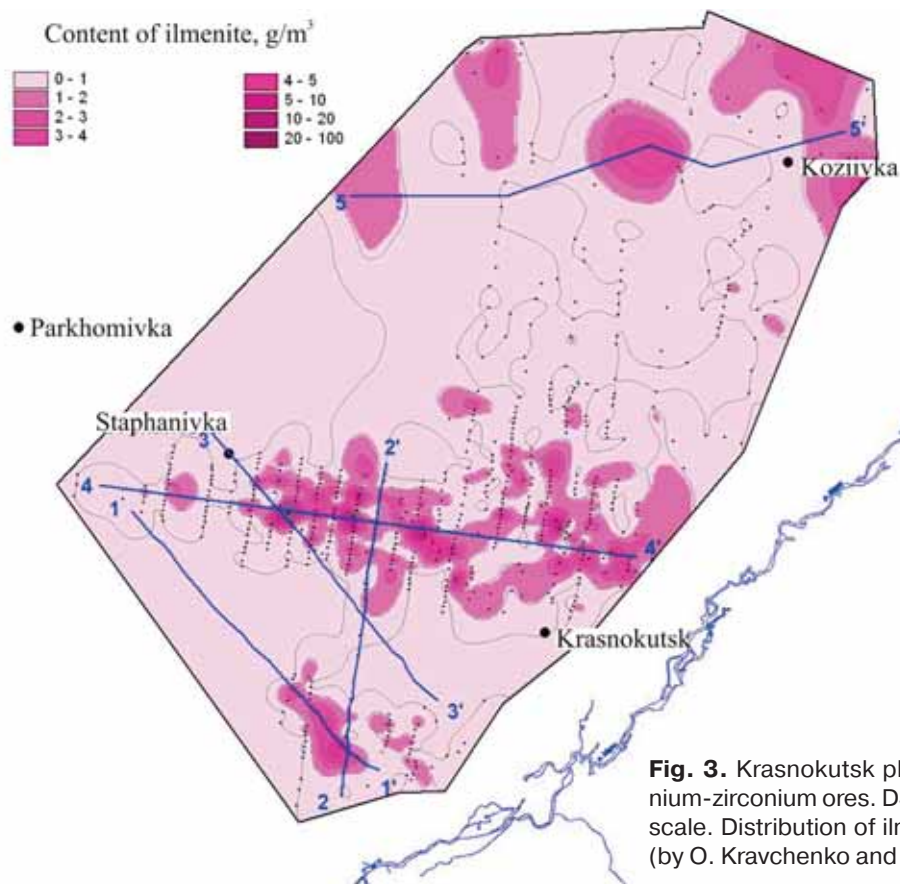 Content of ilmenite, g/m³
0 - 1
1 - 2
2 - 3
3 - 4
4 - 5
5 - 10
10 - 20
20 - 100
5'
Koziivka
5
Parkhomivka
Staphanivka
3
2'
4
1
4'
Krasnokutsk
3'
1'
2
Fig. 3. Krasnokutsk pl
nium-zirconium ores. D
scale. Distribution of iln
(by O. Kravchenko and